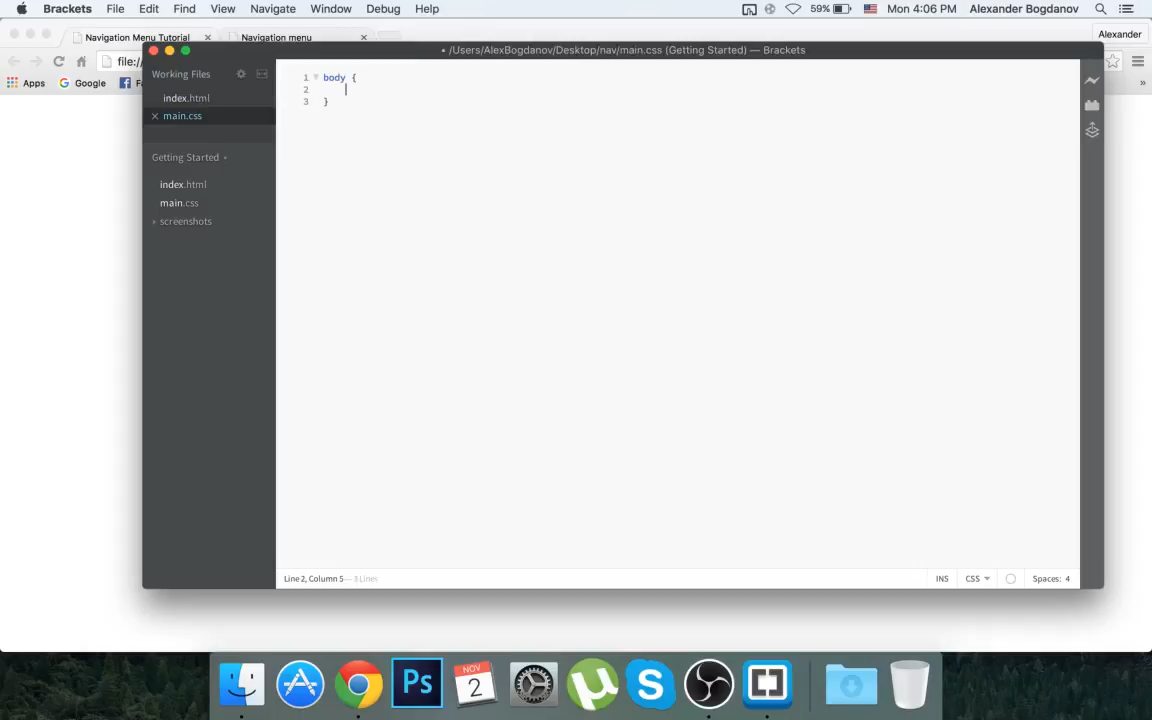 Brackets File Edit Find View Navigate Window Debug Help 59% Mon 4:06 PM Alexander Bogdanov
Navigation Menu Tutorial Navigation menu Alexander
• /Users/AlexBogdanov/Desktop/nav/main.css (Getting Started) — Brackets
file://
Apps Google
Working Files
index.html
main.css
Getting Started
index.html
main.css
screenshots
1 body {
2
3 }
Line 2, Column 5 — 3 Lines
INS CSS Spaces: 4
Ps
NOV
2